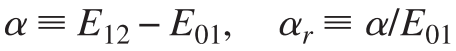 α ≡ E₁₂ − E₀₁, αᵣ ≡ α/E₀₁